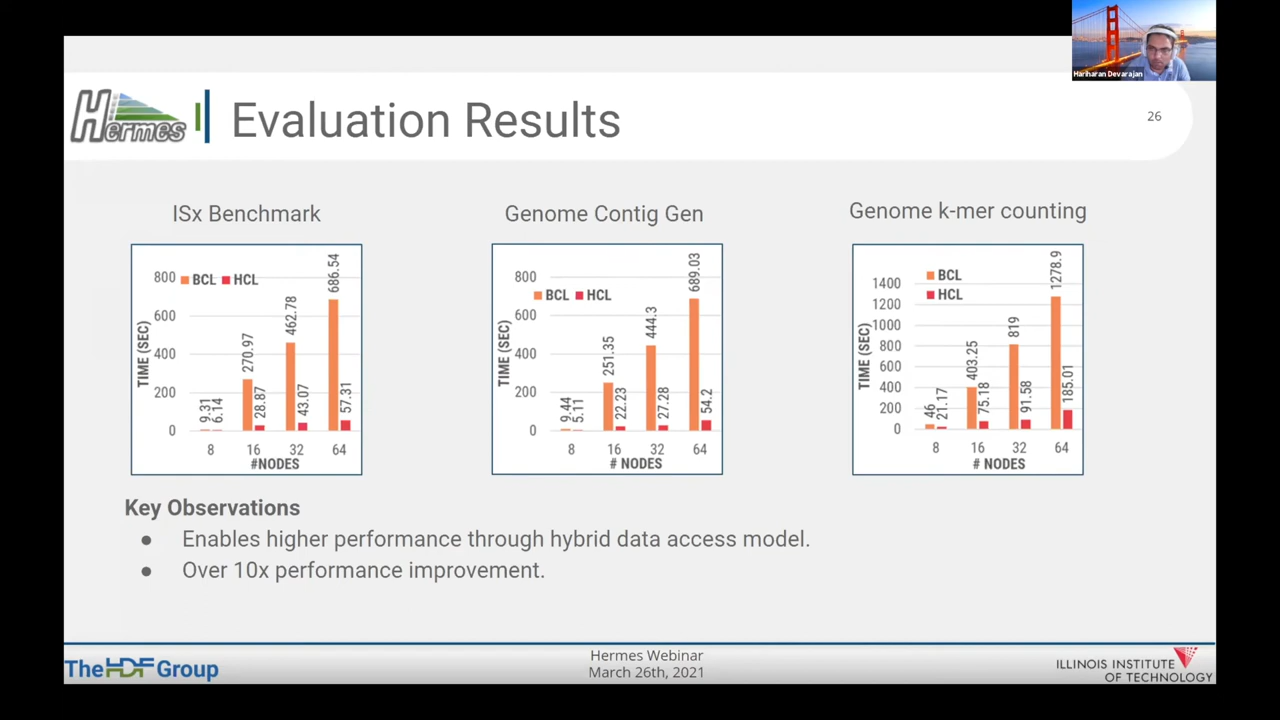 Hariharan Devarajan
Hermes
Evaluation Results
26
ISx Benchmark
800
600
400
200
0
TIME (SEC)
BCL HCL
9.31
6.14
270.97
28.87
462.78
43.07
686.54
57.31
8 16 32 64
#NODES
Genome Contig Gen
800
600
400
200
0
TIME (SEC)
BCL HCL
9.44
5.11
251.35
22.23
444.3
27.28
689.03
54.2
8 16 32 64
# NODES
Genome k-mer counting
1400
1200
1000
800
600
400
200
0
TIME (SEC)
BCL
HCL
46
21.17
403.25
75.18
819
91.58
1278.9
185.01
8 16 32 64
# NODES
Key Observations
● Enables higher performance through hybrid data access model.
● Over 10x performance improvement.
The HDF Group
Hermes Webinar
March 26th, 2021
ILLINOIS INSTITUTE
OF TECHNOLOGY